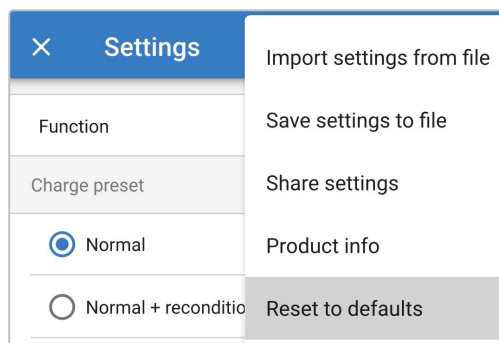 Settings
Import settings from file
Function
Save settings to file
Charge preset
Share settings
Normal
Product info
Normal + reconditio
Reset to defaults